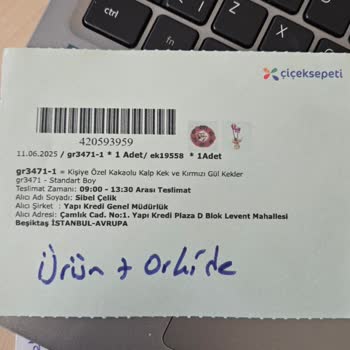 ctrl
fn
alt
çiçeksepeti
420593959
11.06.2025 / gr3471-1 * 1 Adet/ ek19558 * 1Adet
gr3471-1 = Kişiye Özel Kakaolu Kalp Kek ve Kırmızı Gül Kekler
gr3471 - Standart Boy
Teslimat Zamanı: 09:00 - 13:30 Arası Teslimat
Alıcı Adı Soyadı: Sibel Çelik
Alıcı Şirket : Yapı Kredi Genel Müdürlük
Alıcı Adresi: Çamlık Cad. No:1. Yapı Kredi Plaza D Blok Levent Mahallesi
Beşiktaş İSTANBUL-AVRUPA
Ürün + Orkide